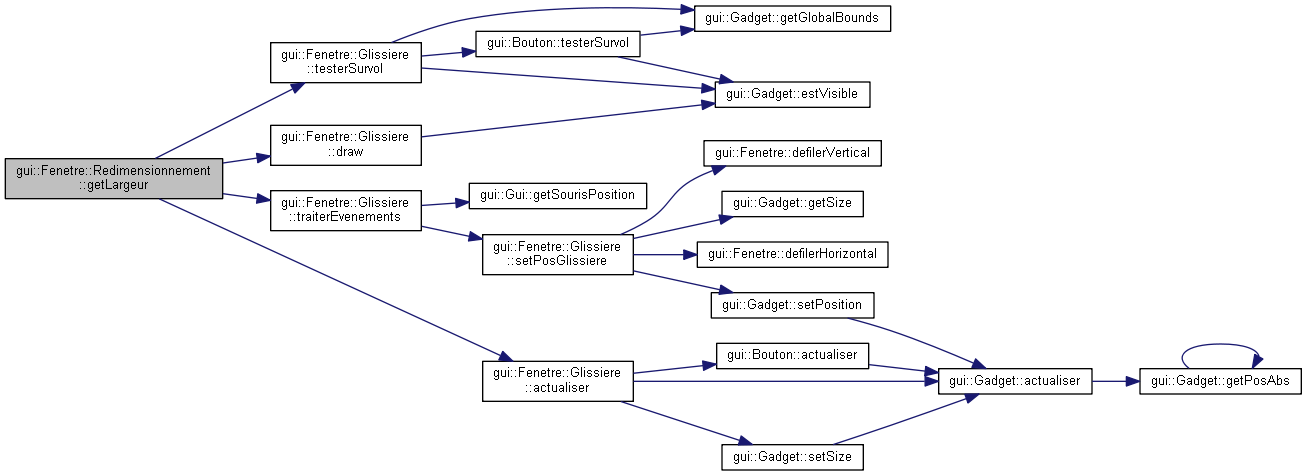 gui::Fenetre::Redimensionnement
::getLargeur
gui::Fenetre::Glissiere
::testerSurvol
gui::Bouton::testerSurvol
gui::Gadget::getGlobalBounds
gui::Gadget::estVisible
gui::Fenetre::Glissiere
::draw
gui::Fenetre::Glissiere
::traiterEvenements
gui::Gui::getSourisPosition
gui::Fenetre::Glissiere
::setPosGlissiere
gui::Fenetre::defilerVertical
gui::Gadget::getSize
gui::Fenetre::defilerHorizontal
gui::Gadget::setPosition
gui::Fenetre::Glissiere
::actualiser
gui::Bouton::actualiser
gui::Gadget::actualiser
gui::Gadget::getPosAbs
gui::Gadget::setSize